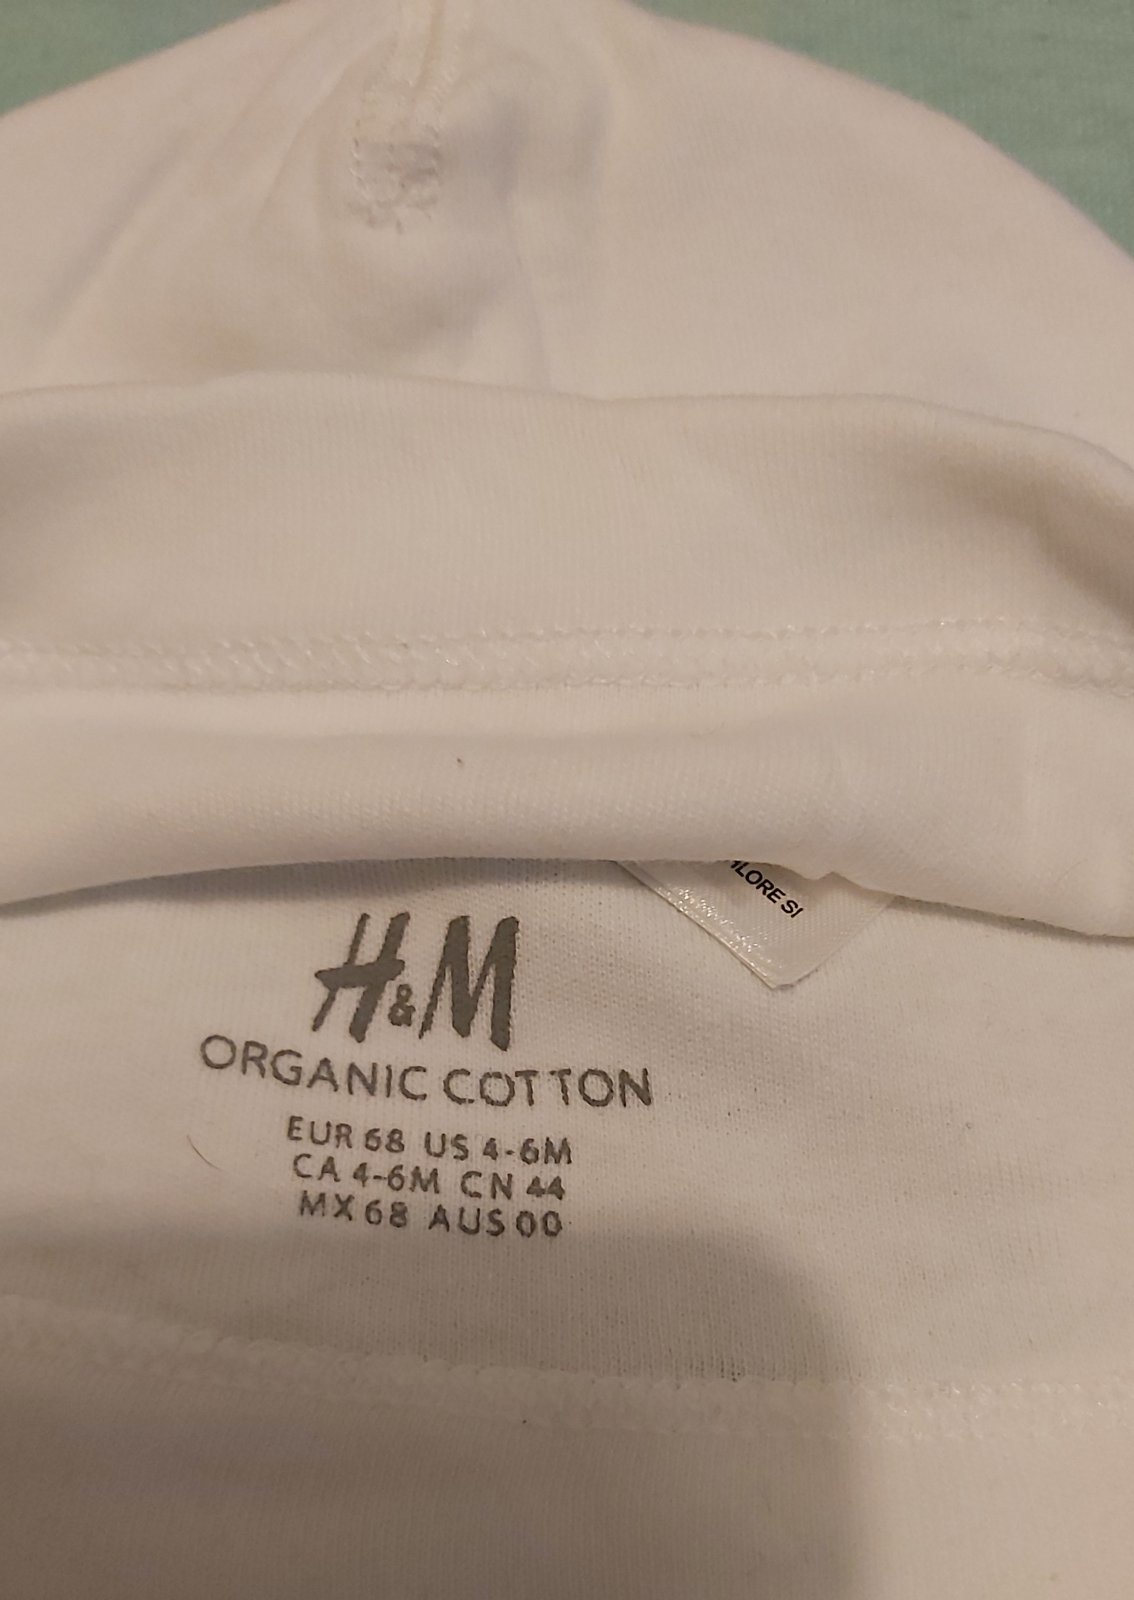 H&M
ORGANIC COTTON
EUR 68 US 4-6M
CA 4-6M CN 44
MX 68 AUS 00